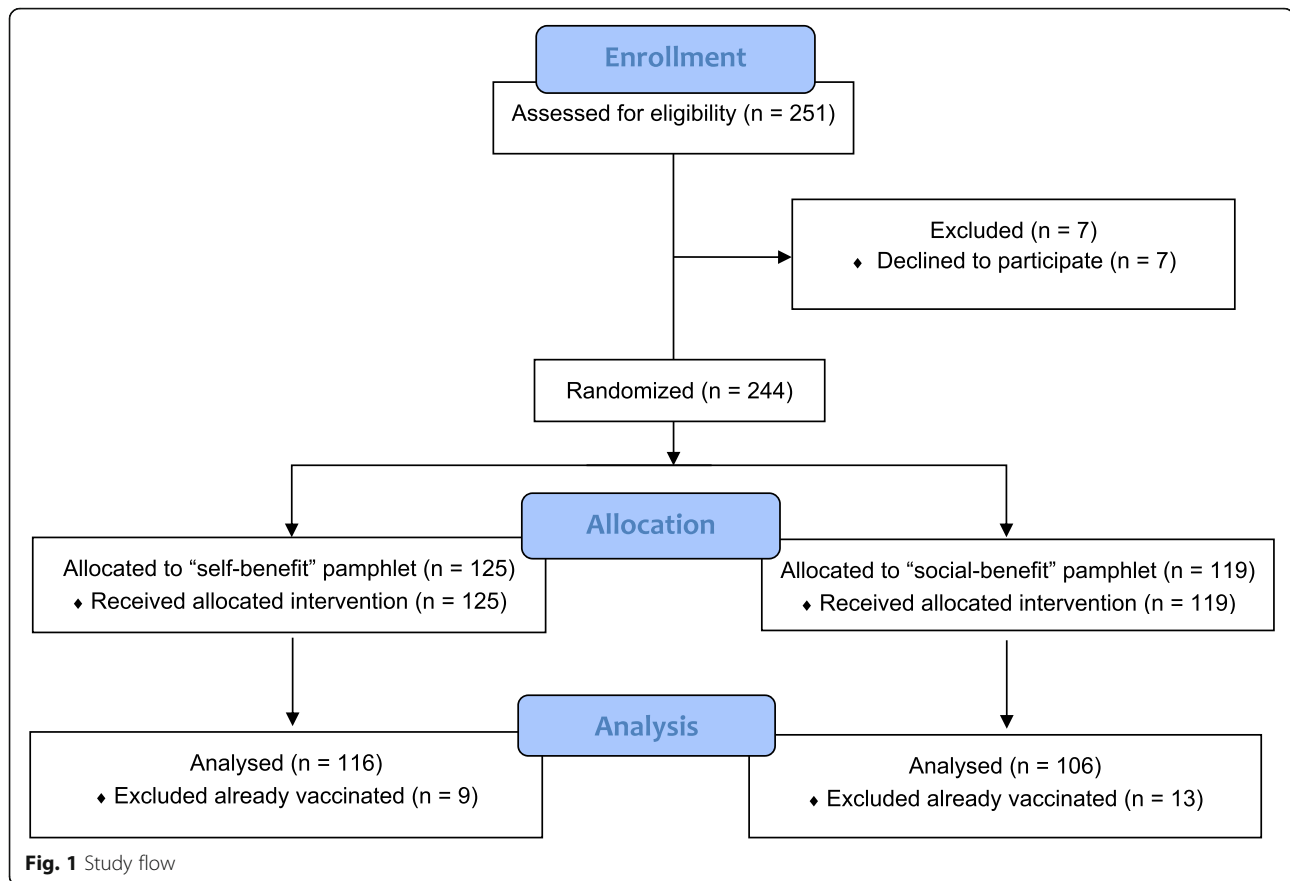 Enrollment
Assessed for eligibility (n = 251)
Excluded (n = 7)
♦ Declined to participate (n = 7)
Randomized (n = 244)
Allocation
Allocated to “self-benefit” pamphlet (n = 125)
♦ Received allocated intervention (n = 125)
Allocated to “social-benefit” pamphlet (n = 119)
♦ Received allocated intervention (n = 119)
Analysis
Analysed (n = 116)
♦ Excluded already vaccinated (n = 9)
Analysed (n = 106)
♦ Excluded already vaccinated (n = 13)
Fig. 1 Study flow